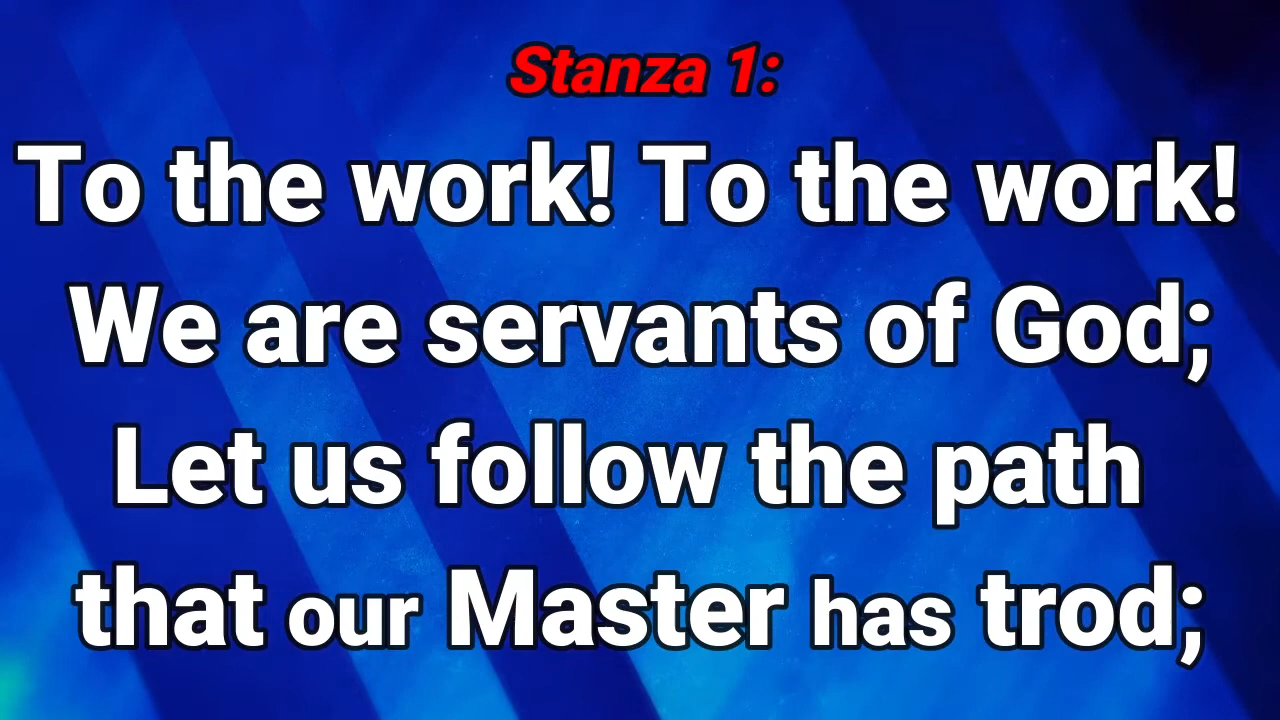 Stanza 1:
To the work! To the work!
We are servants of God;
Let us follow the path
that our Master has trod;